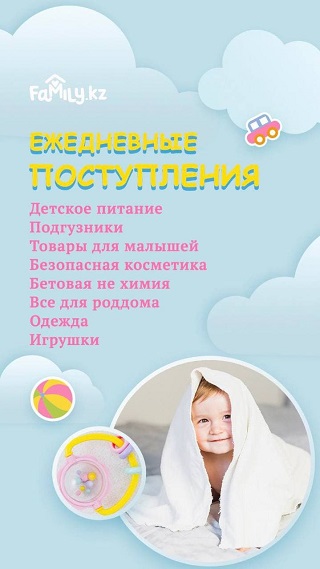 FAMILY.KZ
ЕЖЕДНЕВНЫЕ
ПОСТУПЛЕНИЯ
Детское питание
Подгузники
Товары для малышей
Безопасная косметика
Бетовая не химия
Все для роддома
Одежда
Игрушки